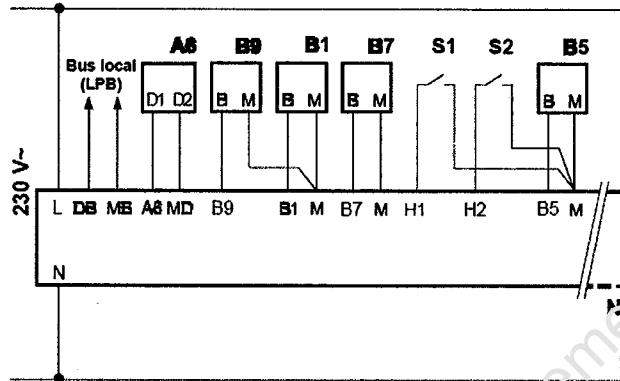 A6 B9 B1 B7 S1 S2 B5
Bus local
(LPB)
D1 D2 B M B M B M B M
230 V~
L DB MB A6 MD B9 B1 M B7 M H1 H2 B5 M
N